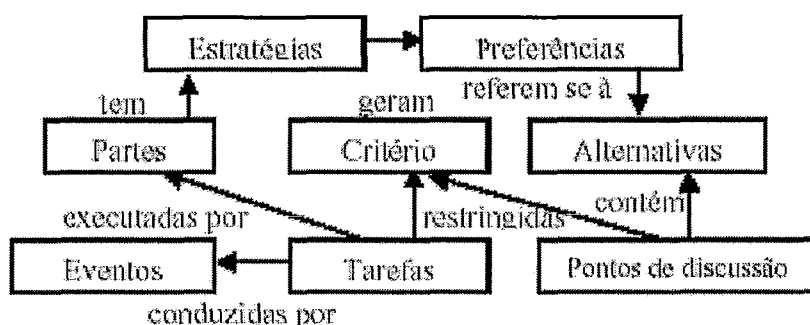 Estratégias
Preferências
tem
geram
referem se à
Partes
Critério
Alternativas
executadas por
restringidas
contém
Eventos
Tarefas
Pontos de discussão
conduzidas por